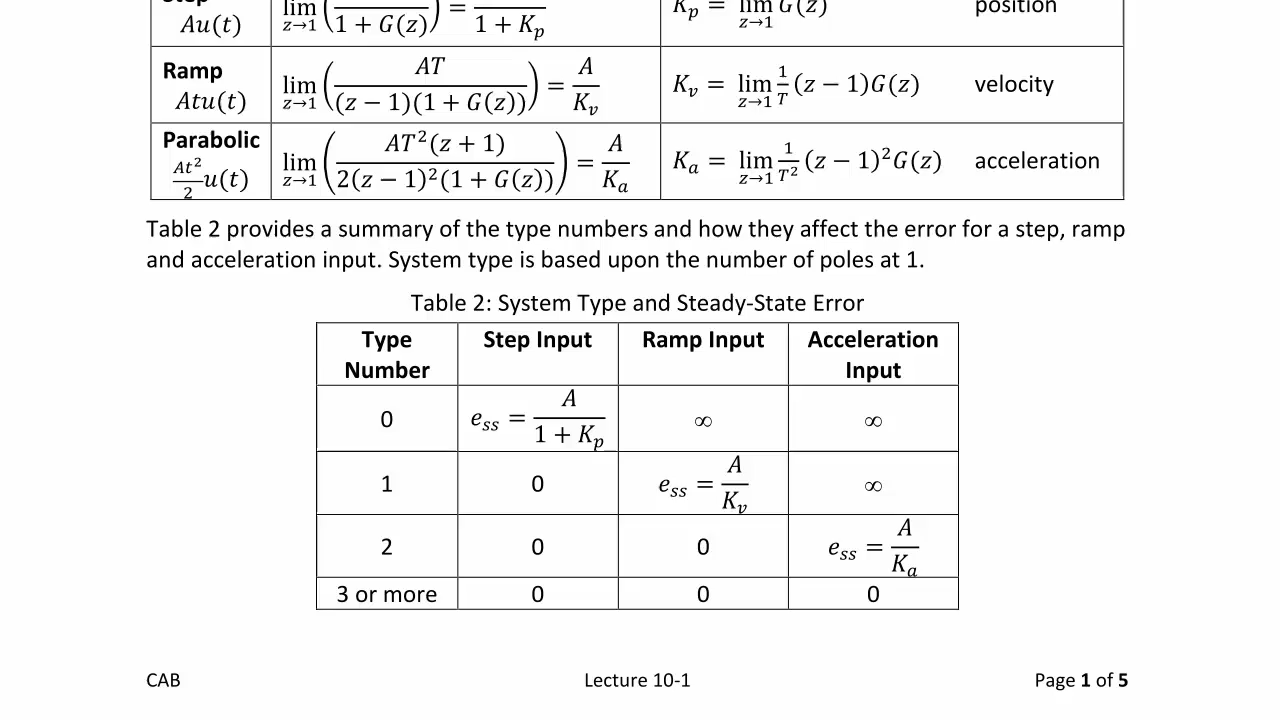 Step
Au(t)
lim z→1 ( / 1 + G(z)) = / 1 + K_p
K_p = lim z→1 G(z) position
Ramp
Atu(t)
lim z→1 (AT / (z − 1)(1 + G(z))) = A / K_v
K_v = lim z→1 1/T (z − 1)G(z) velocity
Parabolic
At²/2 u(t)
lim z→1 (AT²(z + 1) / 2(z − 1)²(1 + G(z))) = A / K_a
K_a = lim z→1 1/T² (z − 1)²G(z) acceleration
Table 2 provides a summary of the type numbers and how they affect the error for a step, ramp
and acceleration input. System type is based upon the number of poles at 1.
Table 2: System Type and Steady-State Error
Type Number Step Input Ramp Input Acceleration Input
0 e_ss = A / 1 + K_p ∞ ∞
1 0 e_ss = A / K_v ∞
2 0 0 e_ss = A / K_a
3 or more 0 0 0
CAB Lecture 10-1 Page 1 of 5